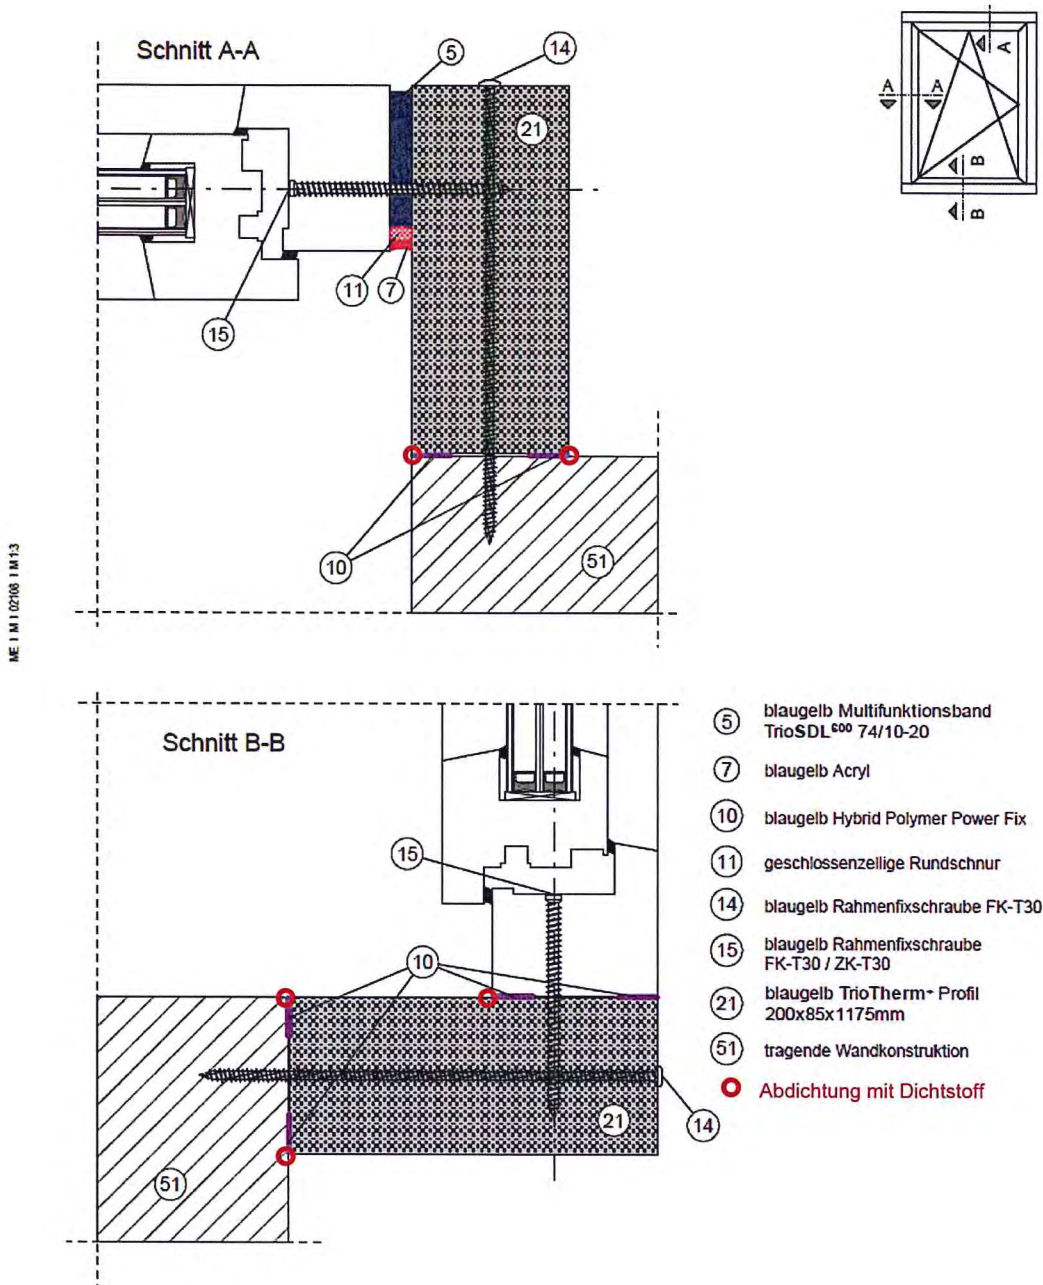 Schnitt A-A
5
14
21
A
A
A
B
B
11
7
15
10
51
ME I M I 02168 I M 1:3
Schnitt B-B
15
10
21
14
51
5 blaugelb Multifunktionsband
TrioSDL⁶⁰⁰ 74/10-20
7 blaugelb Acryl
10 blaugelb Hybrid Polymer Power Fix
11 geschlossenzellige Rundschnur
14 blaugelb Rahmenfixschraube FK-T30
15 blaugelb Rahmenfixschraube
FK-T30 / ZK-T30
21 blaugelb TrioTherm+ Profil
200x85x1175mm
51 tragende Wandkonstruktion
Abdichtung mit Dichtstoff